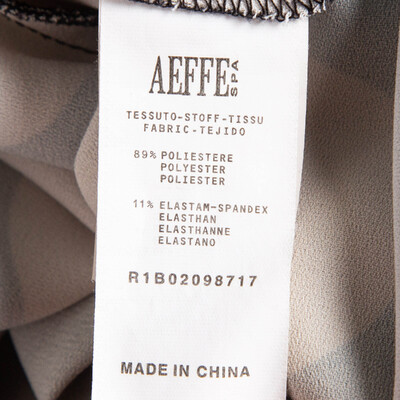 AEFFE SPA
TESSUTO-STOFF-TISSU
FABRIC-TEJIDO
89% POLIESTERE
POLYESTER
POLIESTER
11% ELASTAM-SPANDEX
ELASTHAN
ELASTHANNE
ELASTANO
R1B02098717
MADE IN CHINA